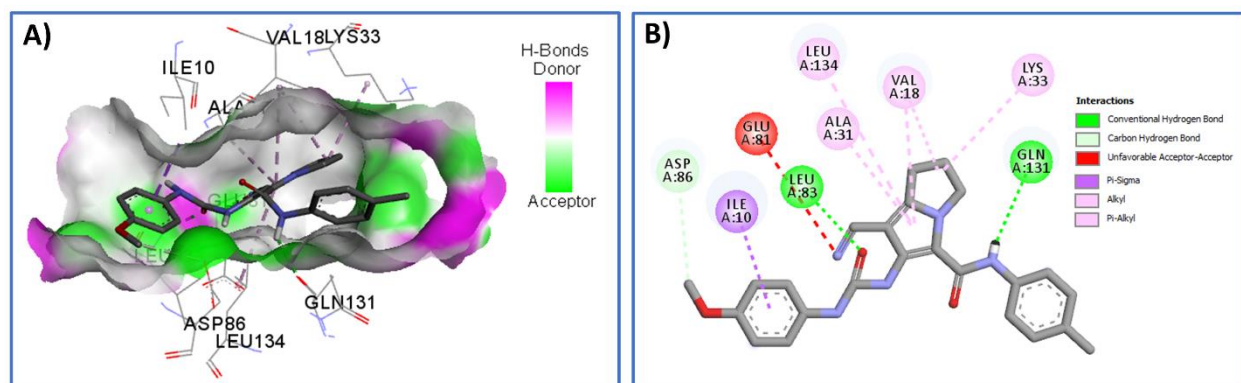 A)
VAL18LYS33
ILE10
ALA
H-Bonds
Donor
Acceptor
GLN131
ASP86
LEU134
B)
LEU
A:134
VAL
A:18
LYS
A:33
GLU
A:81
ALA
A:31
ASP
A:86
ILE
A:10
LEU
A:83
GLN
A:131
Interactions
Conventional Hydrogen Bond
Carbon Hydrogen Bond
Unfavorable Acceptor-Acceptor
Pi-Sigma
Alkyl
Pi-Alkyl